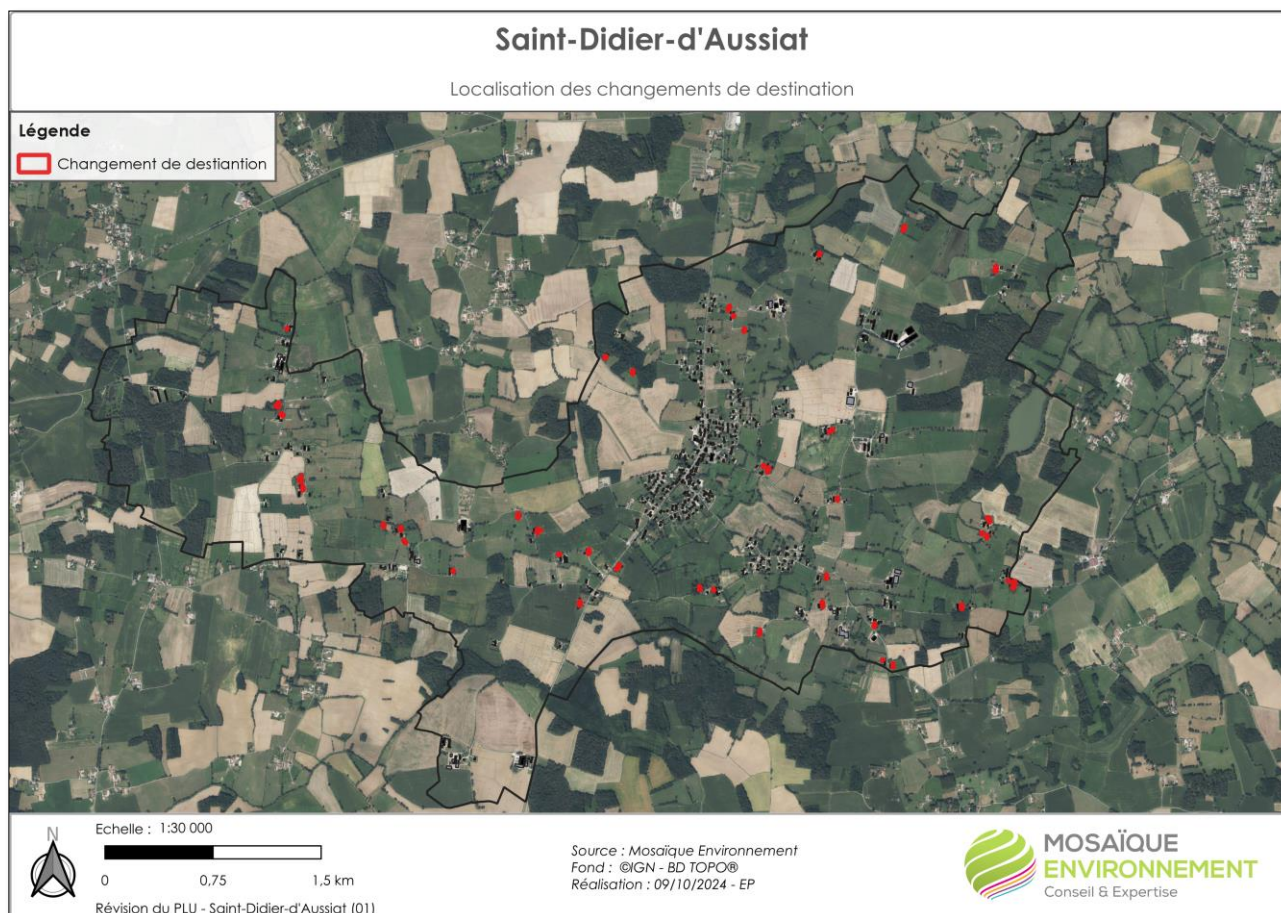 Saint-Didier-d'Aussiat
Localisation des changements de destination
Légende
Changement de destiantion
N
Echelle : 1:30 000
0 0,75 1,5 km
Révision du PLU - Saint-Didier-d'Aussiat (01)
Source : Mosaïque Environnement
Fond : ©IGN - BD TOPO®
Réalisation : 09/10/2024 - EP
MOSAÏQUE
ENVIRONNEMENT
Conseil & Expertise